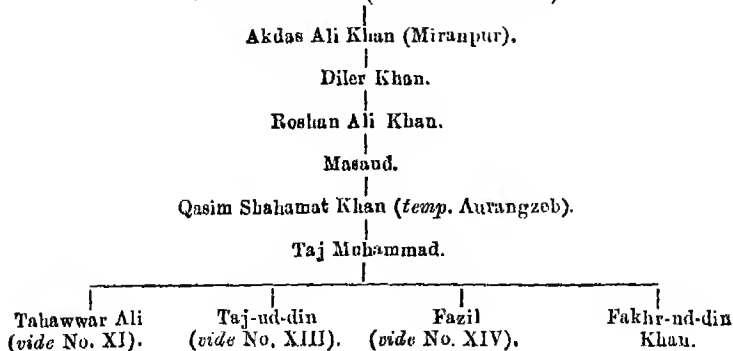 Akdas Ali Khan (Miranpur).
Diler Khan.
Roshan Ali Khan.
Masaud.
Qasim Shahamat Khan (temp. Aurangzeb).
Taj Muhammad.
Tahawwar Ali Taj-ud-din Fazil Fakhr-ud-din
(vide No. XI). (vide No. XIII). (vide No. XIV). Khan.